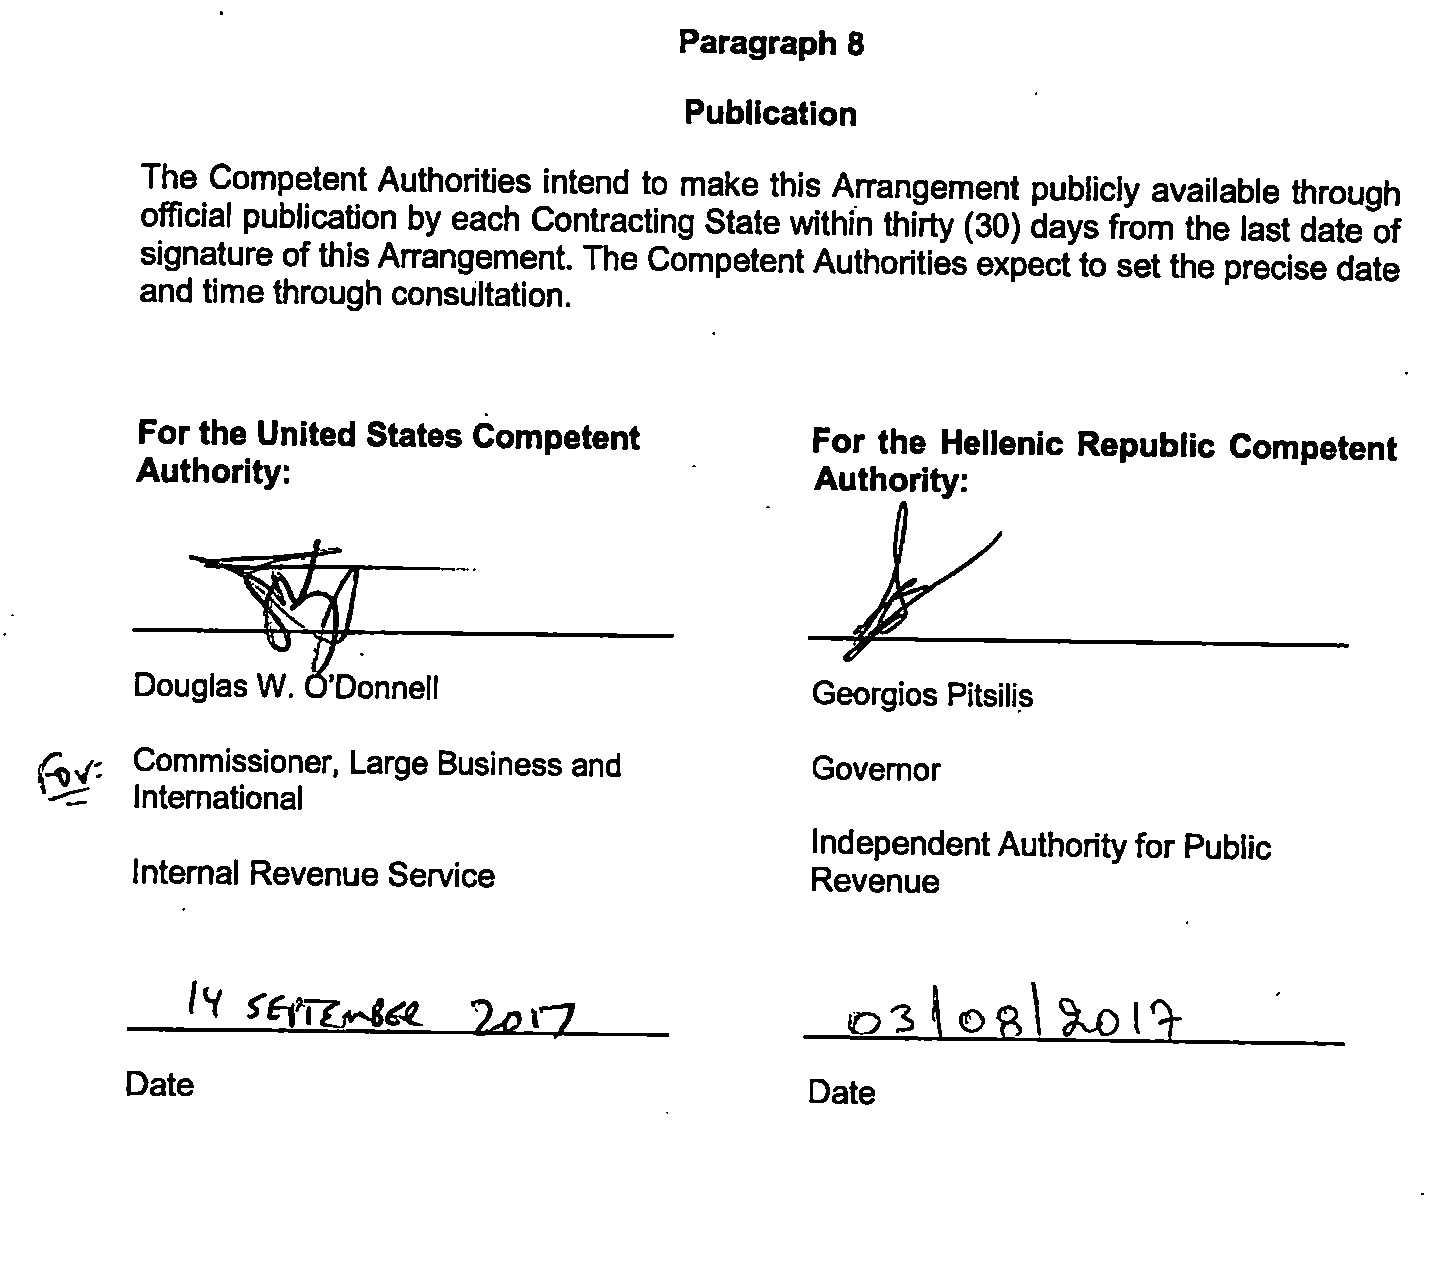 Paragraph 8
Publication
The Competent Authorities intend to make this Arrangement publicly available through
official publication by each Contracting State within thirty (30) days from the last date of
signature of this Arrangement. The Competent Authorities expect to set the precise date
and time through consultation.
For the United States Competent
Authority:
Douglas W. O'Donnell
For: Commissioner, Large Business and
International
Internal Revenue Service
14 SEPTEMBER 2017
Date
For the Hellenic Republic Competent
Authority:
Georgios Pitsilis
Governor
Independent Authority for Public
Revenue
03/08/2017
Date